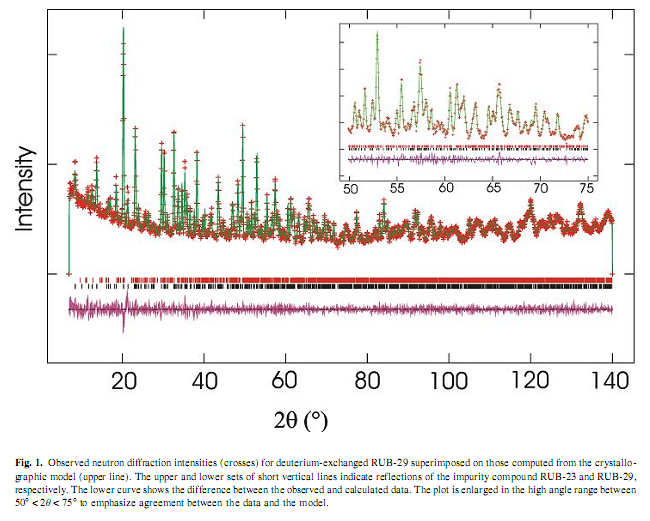 50 55 60 65 70 75
Intensity
20 40 60 80 100 120 140
2θ (°)
Fig. 1. Observed neutron diffraction intensities (crosses) for deuterium-exchanged RUB-29 superimposed on those computed from the crystallo-
graphic model (upper line). The upper and lower sets of short vertical lines indicate reflections of the impurity compound RUB-23 and RUB-29,
respectively. The lower curve shows the difference between the observed and calculated data. The plot is enlarged in the high angle range between
50° < 2θ < 75° to emphasize agreement between the data and the model.